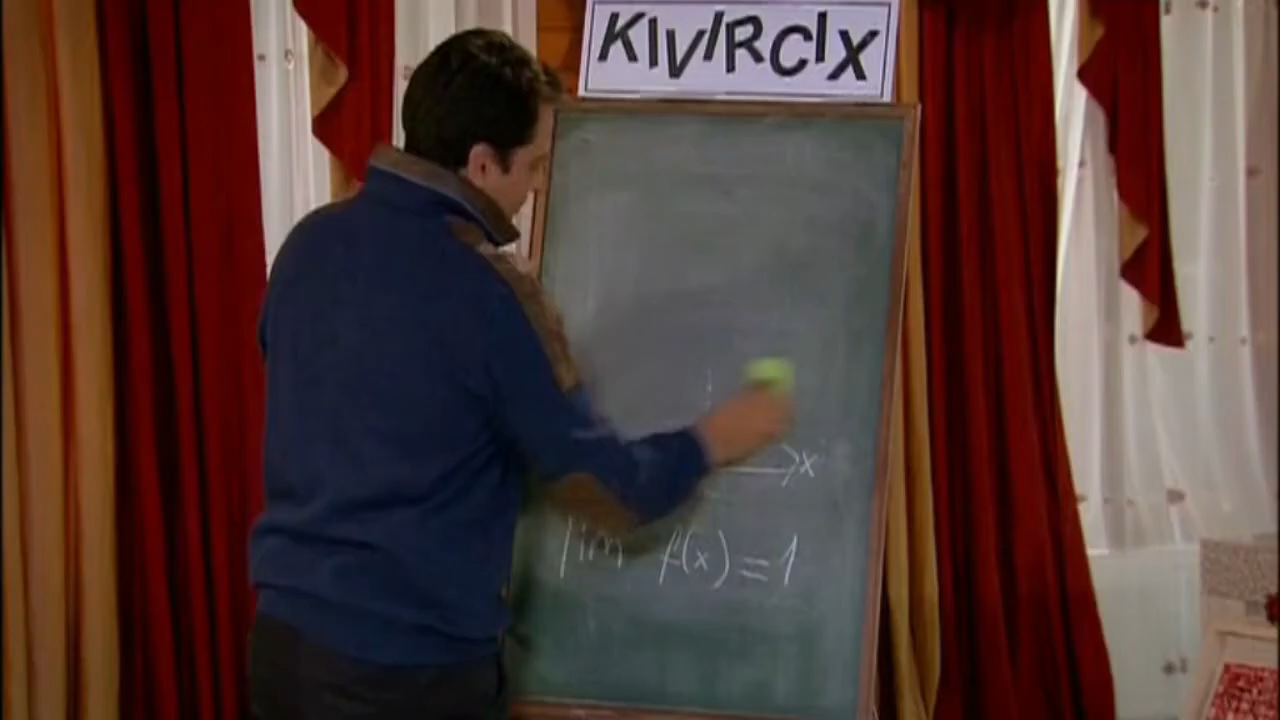 KIVIRCIX
x
lim f(x) = 1